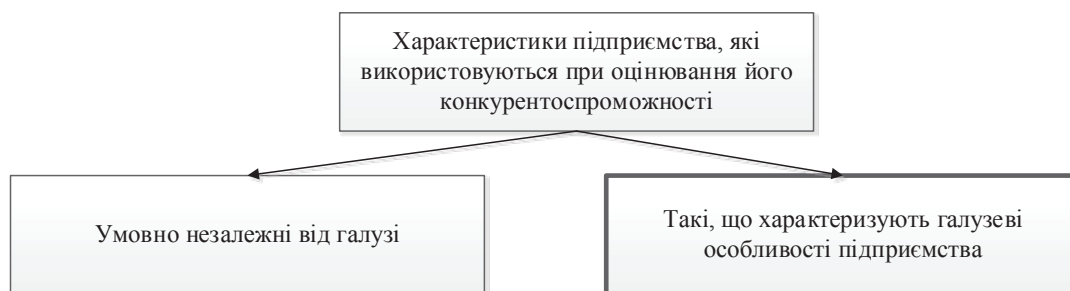 Характеристики підприємства, які
використовуються при оцінювання його
конкурентоспроможності
Умовно незалежні від галузі
Такі, що характеризують галузеві
особливості підприємства